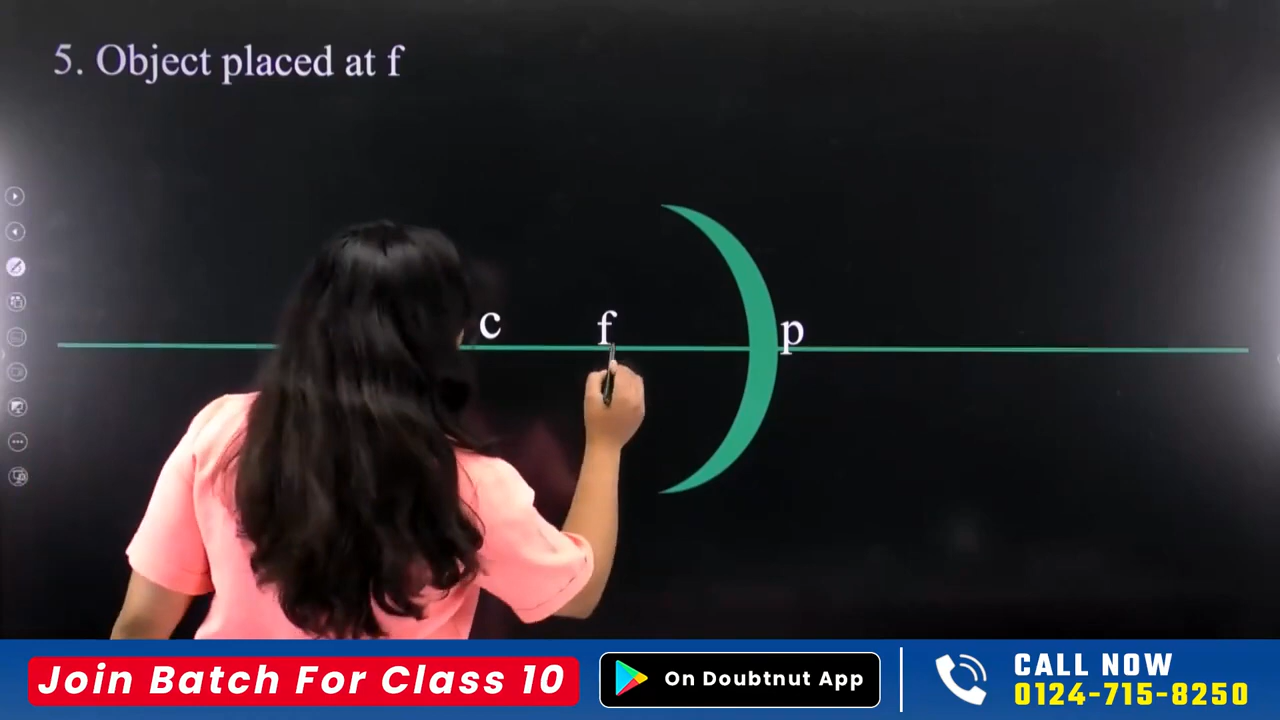 5. Object placed at f
c
f
p
Join Batch For Class 10
On Doubtnut App
CALL NOW
0124-715-8250